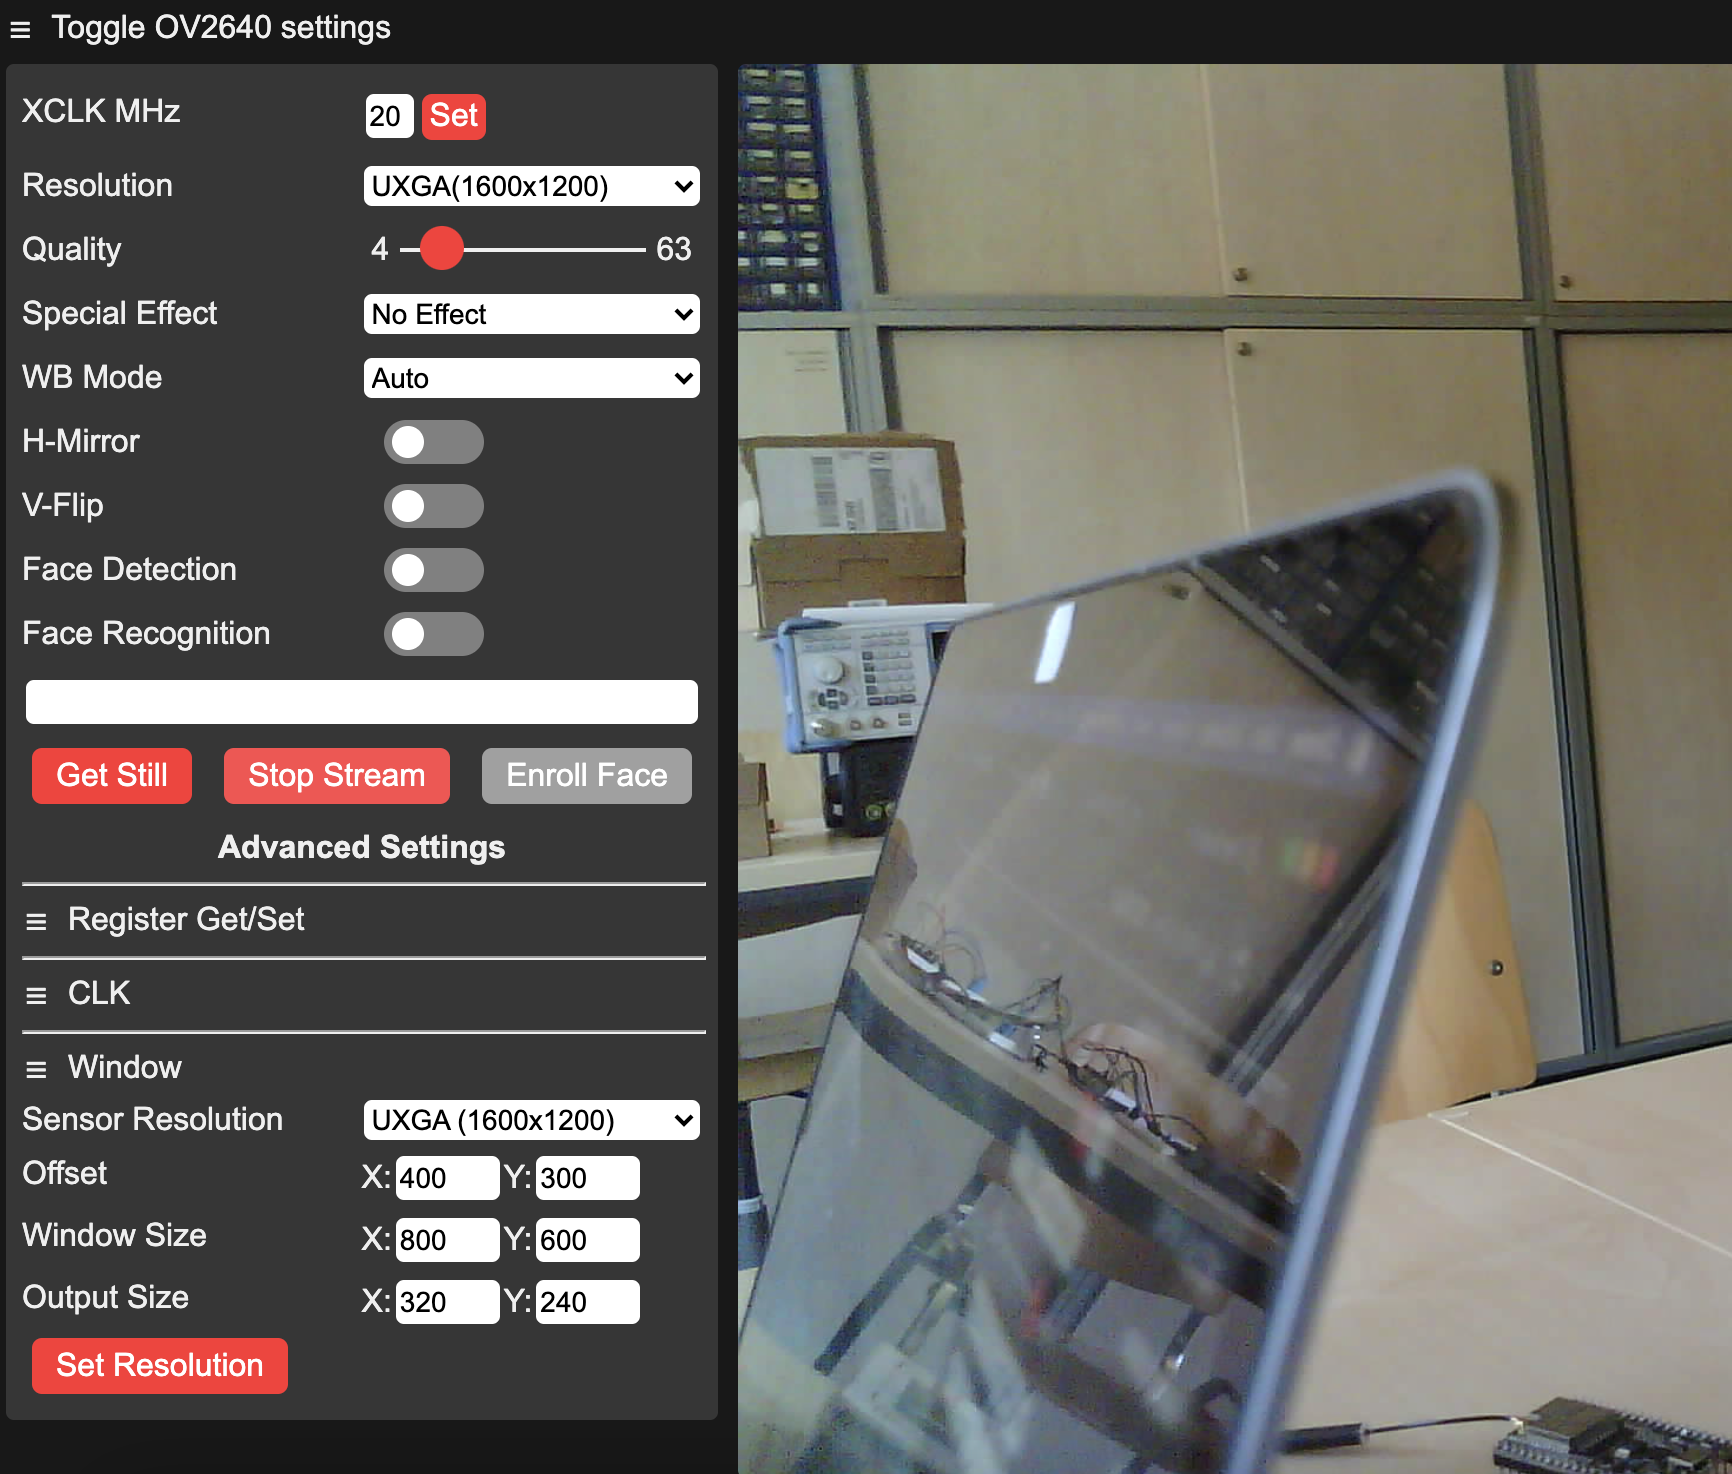 Toggle OV2640 settings
XCLK MHz 20 Set
Resolution UXGA(1600x1200)
Quality 4 63
Special Effect No Effect
WB Mode Auto
H-Mirror
V-Flip
Face Detection
Face Recognition
Get Still Stop Stream Enroll Face
Advanced Settings
Register Get/Set
CLK
Window
Sensor Resolution UXGA (1600x1200)
Offset X: 400 Y: 300
Window Size X: 800 Y: 600
Output Size X: 320 Y: 240
Set Resolution